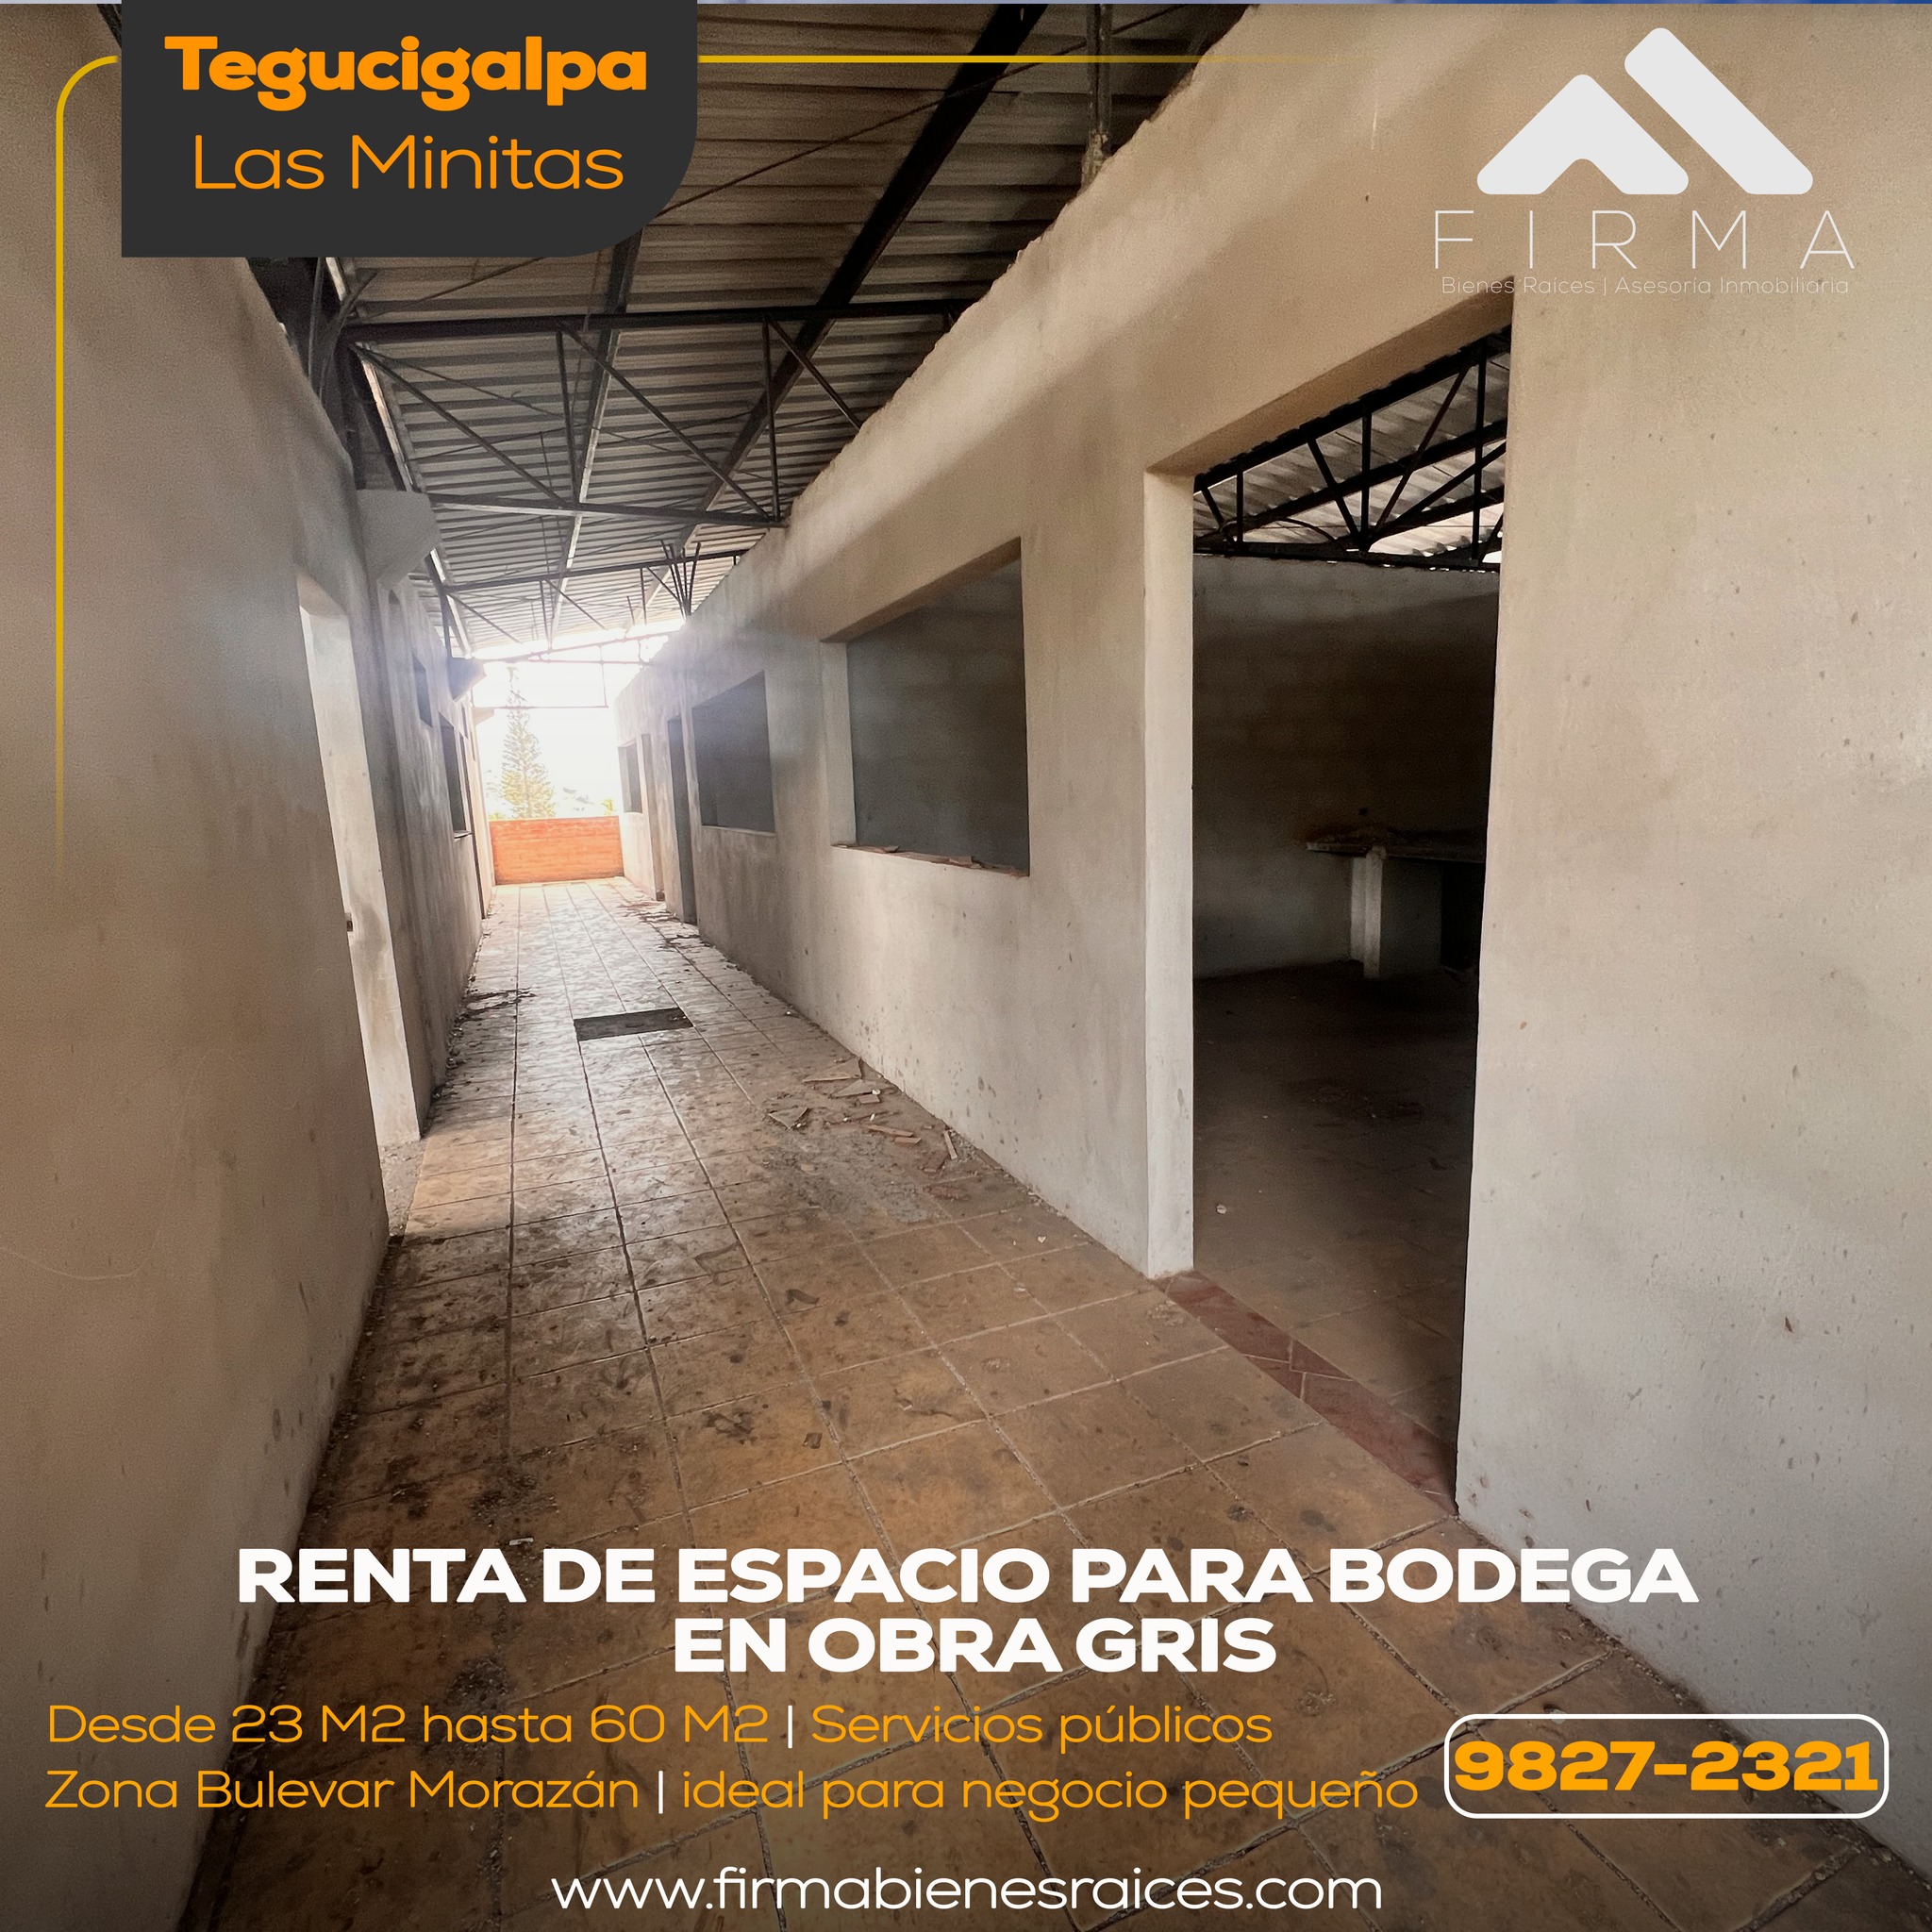 Tegucigalpa
Las Minitas
FIRMA
Bienes Raíces | Asesoría Inmobiliaria
RENTA DE ESPACIO PARA BODEGA
EN OBRA GRIS
Desde 23 M2 hasta 60 M2 | Servicios públicos
Zona Bulevar Morazán | ideal para negocio pequeño
9827-2321
www.firmabienesraices.com